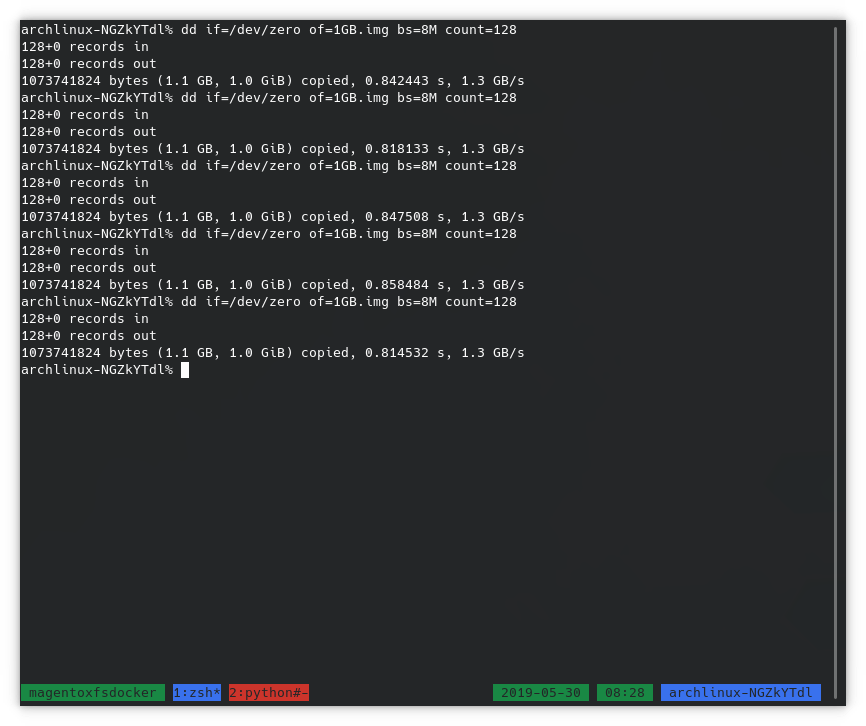 archlinux-NGZkYTdl% dd if=/dev/zero of=1GB.img bs=8M count=128
128+0 records in
128+0 records out
1073741824 bytes (1.1 GB, 1.0 GiB) copied, 0.842443 s, 1.3 GB/s
archlinux-NGZkYTdl% dd if=/dev/zero of=1GB.img bs=8M count=128
128+0 records in
128+0 records out
1073741824 bytes (1.1 GB, 1.0 GiB) copied, 0.818133 s, 1.3 GB/s
archlinux-NGZkYTdl% dd if=/dev/zero of=1GB.img bs=8M count=128
128+0 records in
128+0 records out
1073741824 bytes (1.1 GB, 1.0 GiB) copied, 0.847508 s, 1.3 GB/s
archlinux-NGZkYTdl% dd if=/dev/zero of=1GB.img bs=8M count=128
128+0 records in
128+0 records out
1073741824 bytes (1.1 GB, 1.0 GiB) copied, 0.858484 s, 1.3 GB/s
archlinux-NGZkYTdl% dd if=/dev/zero of=1GB.img bs=8M count=128
128+0 records in
128+0 records out
1073741824 bytes (1.1 GB, 1.0 GiB) copied, 0.814532 s, 1.3 GB/s
archlinux-NGZkYTdl%
magentoxfsdocker 1:zsh* 2:python#- 2019-05-30 08:28 archlinux-NGZkYTdl